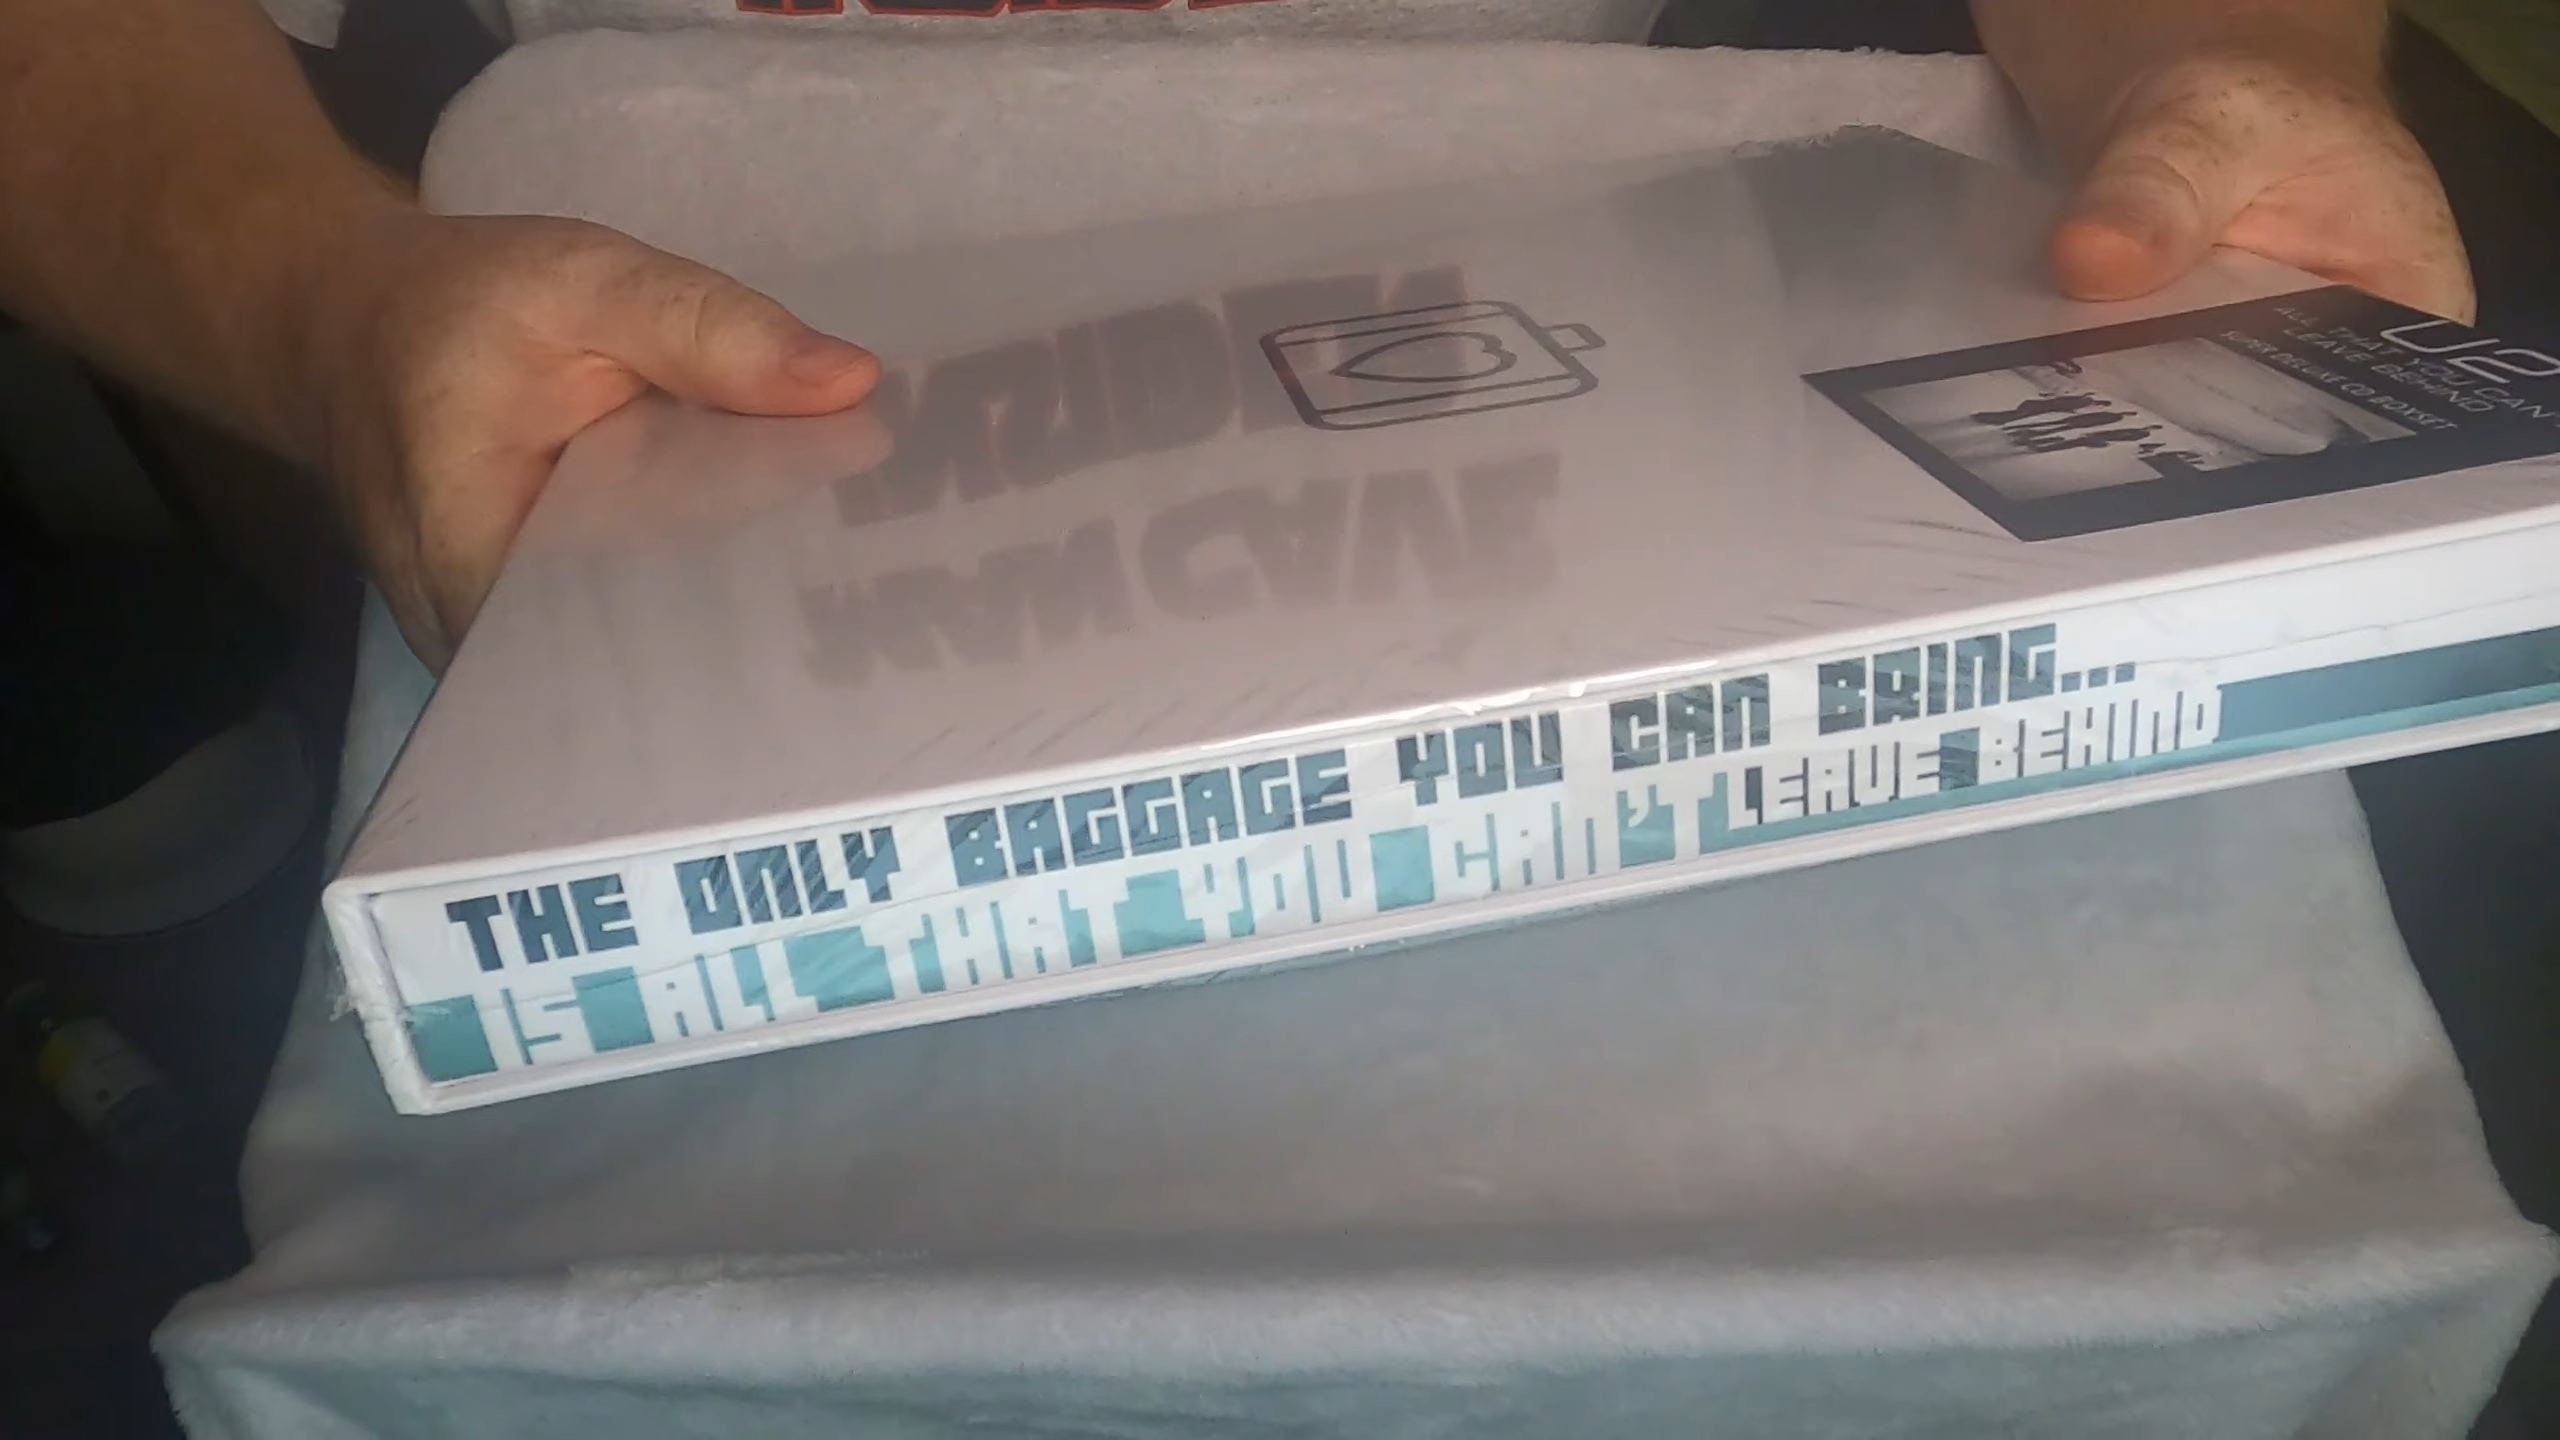 U2
ALL THAT YOU CAN'T
LEAVE BEHIND
SUPER DELUXE CD BOXSET
THE ONLY BAGGAGE YOU CAN BRING...
IS ALL THAT YOU CAN'T LEAVE BEHIND